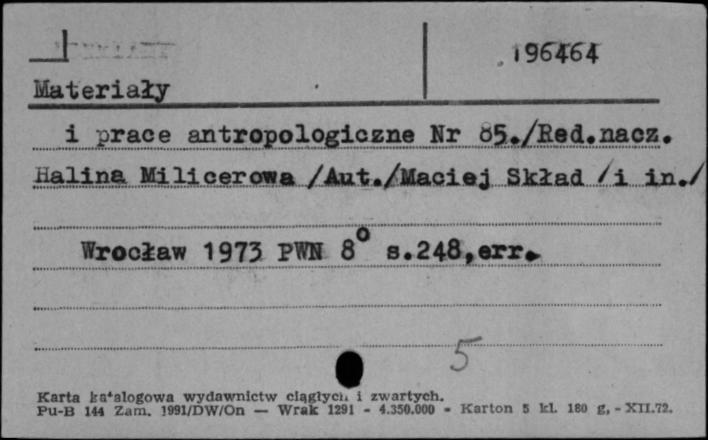 196464
Materiały
i prace antropologiczne Nr 85./Red.nacz.
Halina Milicerowa /Aut./Maciej Skład /i in./
Wrocław 1973 PWN 8° s.248,err.
5
Karta katalogowa wydawnictw ciągłych i zwartych.
Pu-B 144 Zam. 1991/DW/On — Wrak 1291 - 4.350.000 - Karton 5 kl. 180 g, - XII.72.